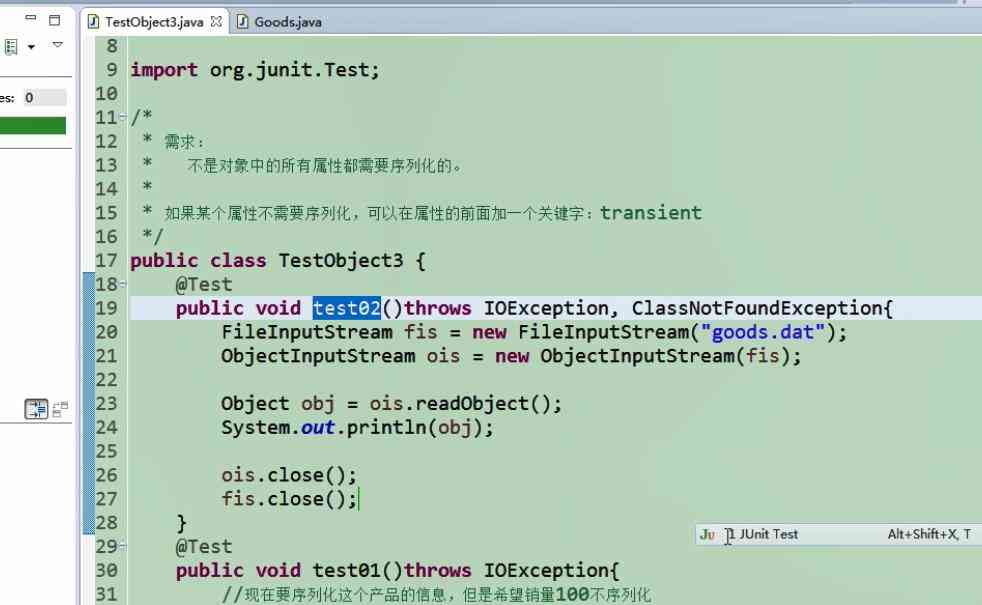 TestObject3.java Goods.java
es: 0
8
9 import org.junit.Test;
10
11 /*
12 * 需求：
13 * 不是对象中的所有属性都需要序列化的。
14 *
15 * 如果某个属性不需要序列化，可以在属性的前面加一个关键字：transient
16 */
17 public class TestObject3 {
18 @Test
19 public void test02()throws IOException, ClassNotFoundException{
20 FileInputStream fis = new FileInputStream("goods.dat");
21 ObjectInputStream ois = new ObjectInputStream(fis);
22
23 Object obj = ois.readObject();
24 System.out.println(obj);
25
26 ois.close();
27 fis.close();
28 }
Ju 1 JUnit Test Alt+Shift+X, T
29 @Test
30 public void test01()throws IOException{
31 //现在要序列化这个产品的信息，但是希望销量100不序列化